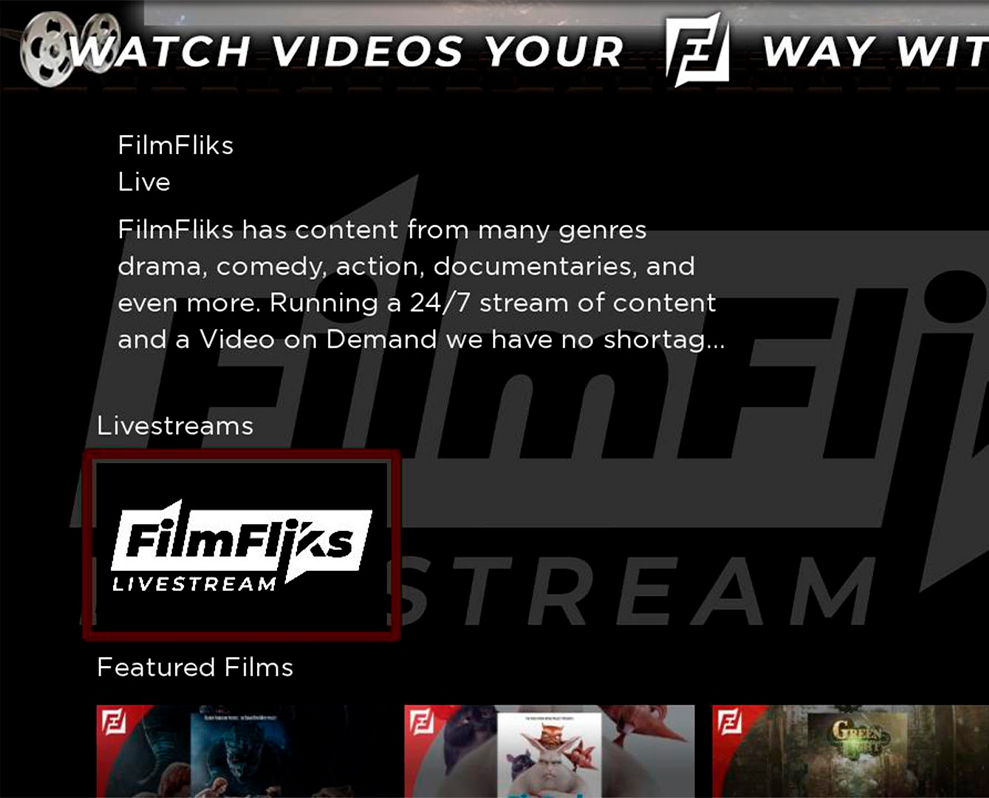 WATCH VIDEOS YOUR WAY WIT
FilmFliks
Live
FilmFliks has content from many genres
drama, comedy, action, documentaries, and
even more. Running a 24/7 stream of content
and a Video on Demand we have no shortag...
Livestreams
FilmFliks
LIVESTREAM
Featured Films
GREEN
LIGHT